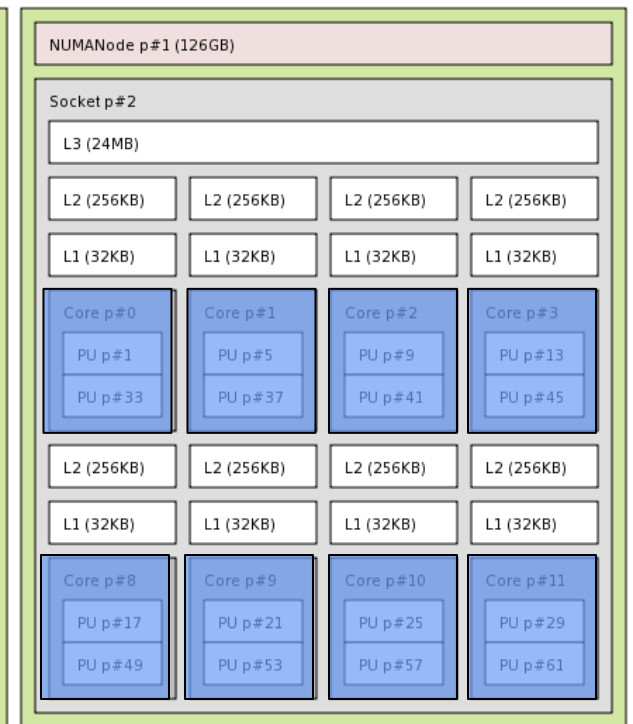 NUMANode p#1 (126GB)
Socket p#2
L3 (24MB)
L2 (256KB) L2 (256KB) L2 (256KB) L2 (256KB)
L1 (32KB) L1 (32KB) L1 (32KB) L1 (32KB)
Core p#0 Core p#1 Core p#2 Core p#3
PU p#1 PU p#5 PU p#9 PU p#13
PU p#33 PU p#37 PU p#41 PU p#45
L2 (256KB) L2 (256KB) L2 (256KB) L2 (256KB)
L1 (32KB) L1 (32KB) L1 (32KB) L1 (32KB)
Core p#8 Core p#9 Core p#10 Core p#11
PU p#17 PU p#21 PU p#25 PU p#29
PU p#49 PU p#53 PU p#57 PU p#61